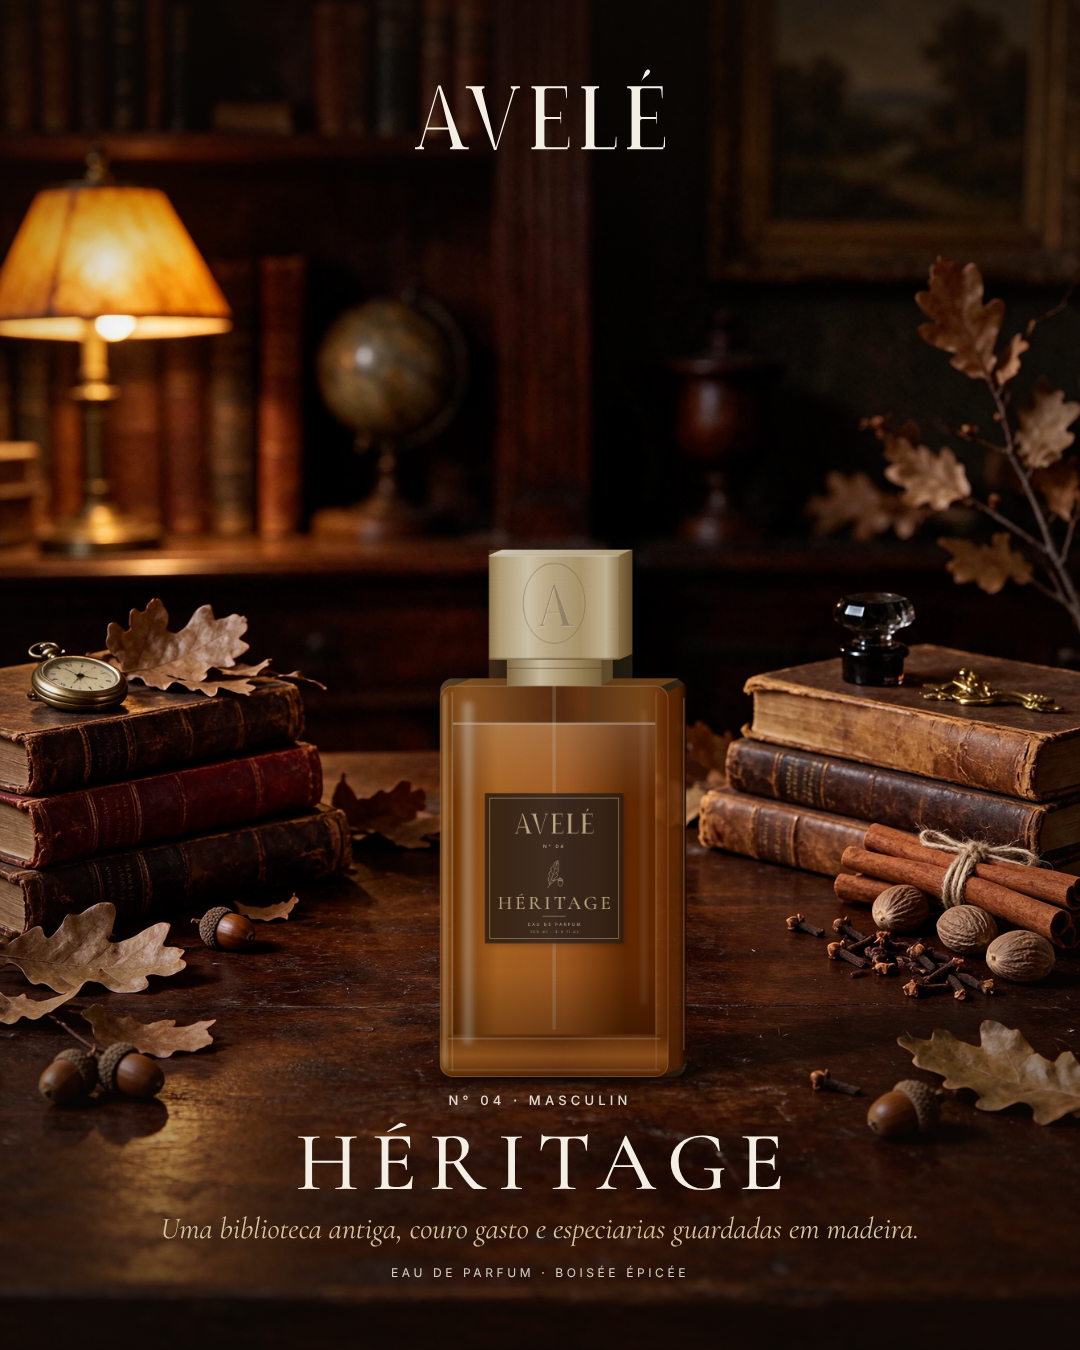 AVELÉ
A
AVELÉ
N° 04
HÉRITAGE
EAU DE PARFUM
N° 04 · MASCULIN
HÉRITAGE
Uma biblioteca antiga, couro gasto e especiarias guardadas em madeira.
EAU DE PARFUM · BOISÉE ÉPICÉE